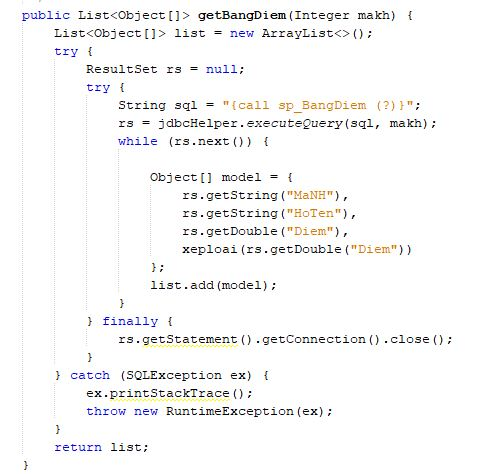 public List<Object[]> getBangDiem(Integer makh) {
    List<Object[]> list = new ArrayList<>();
    try {
        ResultSet rs = null;
        try {
            String sql = "{call sp_BangDiem (?)}";
            rs = jdbcHelper.executeQuery(sql, makh);
            while (rs.next()) {
                Object[] model = {
                    rs.getString("MaNH"),
                    rs.getString("HoTen"),
                    rs.getDouble("Diem"),
                    xeploai(rs.getDouble("Diem"))
                };
                list.add(model);
            }
        } finally {
            rs.getStatement().getConnection().close();
        }
    } catch (SQLException ex) {
        ex.printStackTrace();
        throw new RuntimeException(ex);
    }
    return list;
}